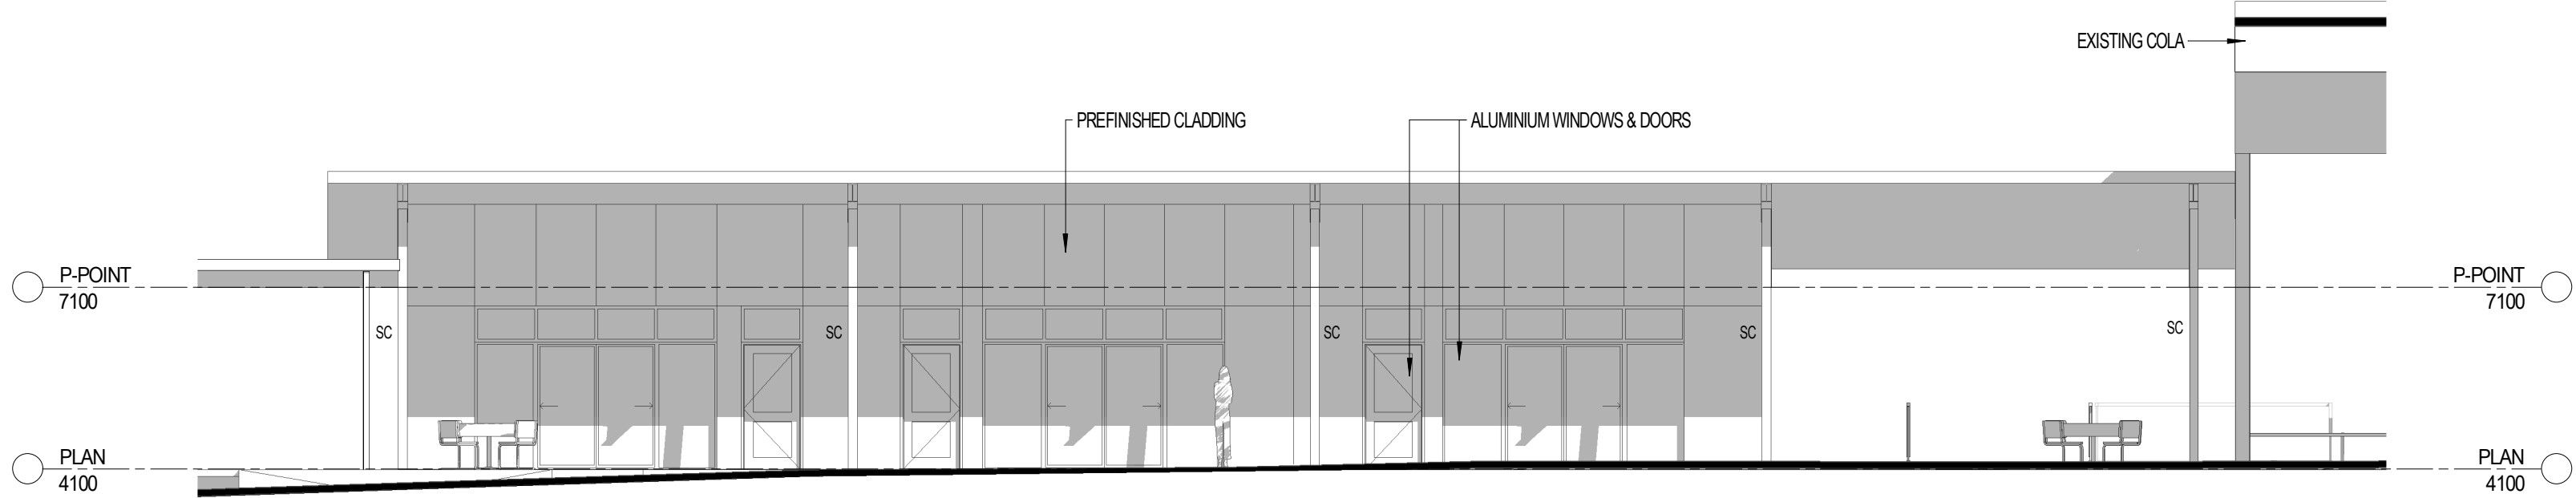 EXISTING COLA
PREFINISHED CLADDING
ALUMINIUM WINDOWS & DOORS
P-POINT
7100
P-POINT
7100
SC
SC
SC
SC
SC
PLAN
4100
PLAN
4100